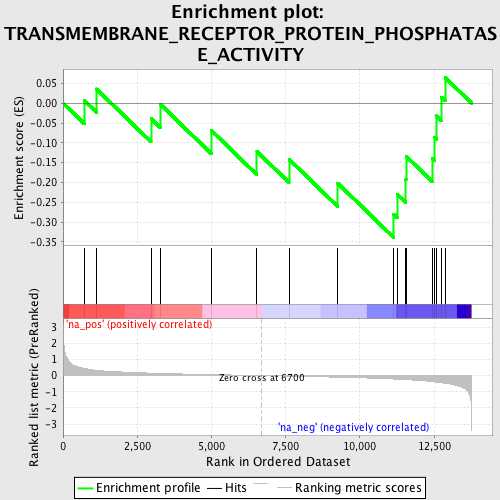 Enrichment plot:
TRANSMEMBRANE_RECEPTOR_PROTEIN_PHOSPHATAS
E_ACTIVITY
Enrichment score (ES)
0.05
0.00
-0.05
-0.10
-0.15
-0.20
-0.25
-0.30
-0.35
'na_pos' (positively correlated)
Ranked list metric (PreRanked)
3
2
1
0
-1
-2
-3
Zero cross at 6700
'na_neg' (negatively correlated)
0
2,500
5,000
7,500
10,000
12,500
Rank in Ordered Dataset
Enrichment profile
Hits
Ranking metric scores